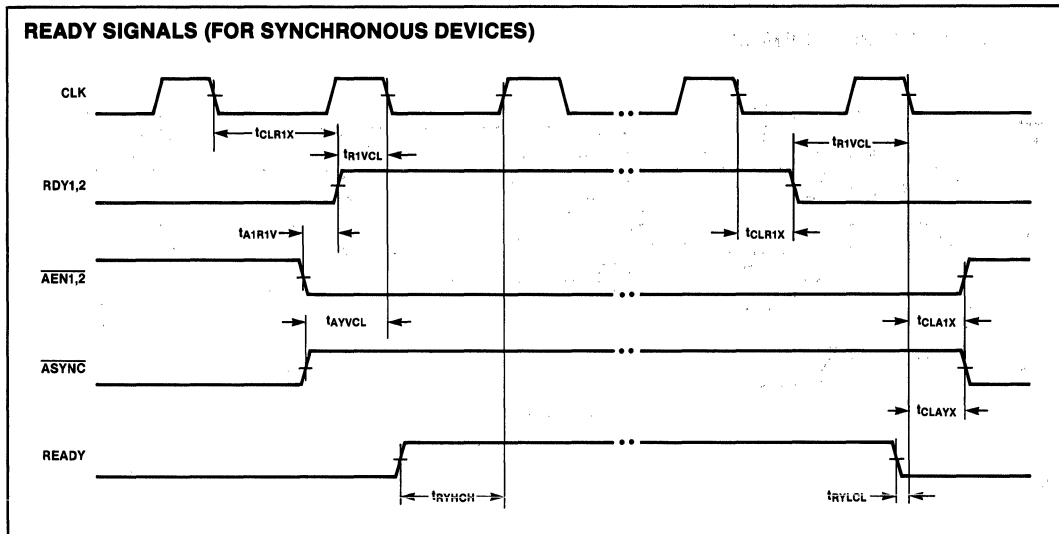 READY SIGNALS (FOR SYNCHRONOUS DEVICES)
CLK
tCLR1X
tR1VCL
tR1VCL
RDY1,2
tA1R1V
tCLR1X
AEN1,2
tAYVCL
tCLA1X
ASYNC
tCLAYX
READY
tRYHCH
tRYLCL